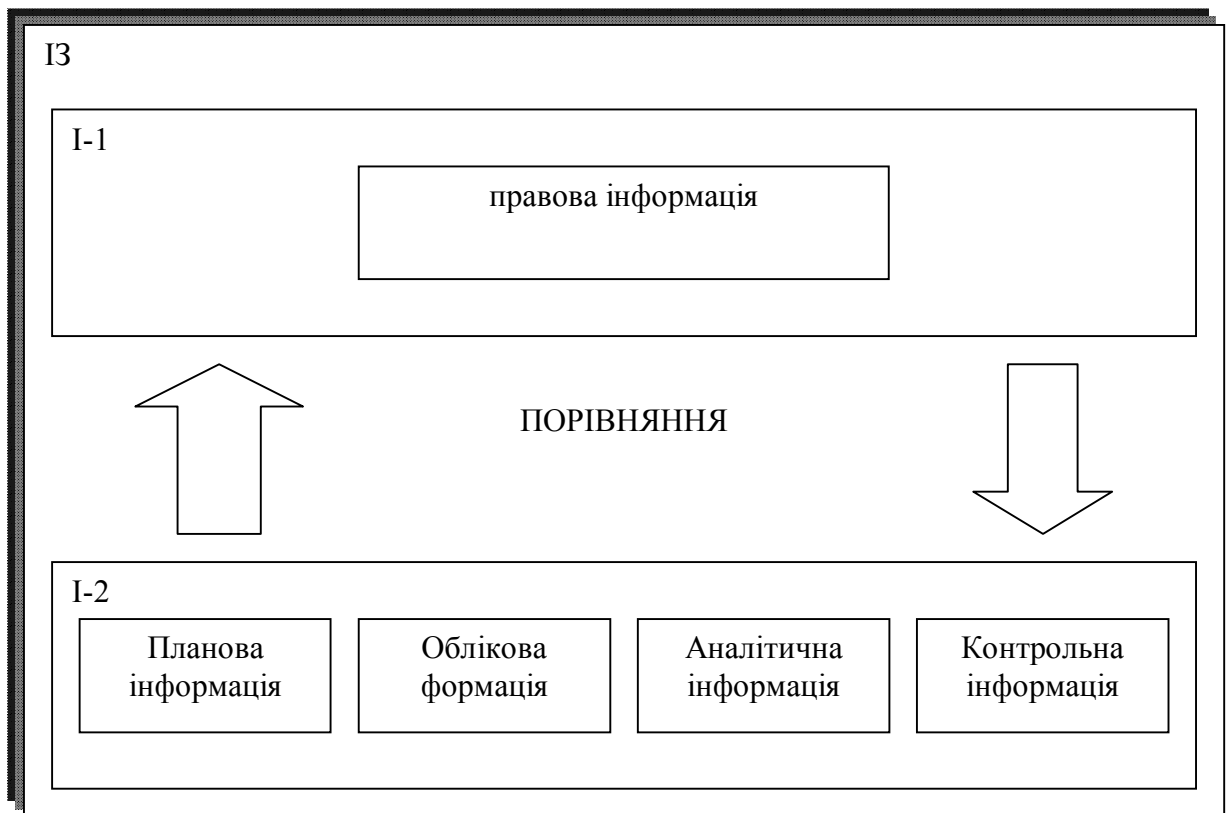 ІЗ
І-1
правова інформація
ПОРІВНЯННЯ
І-2
Планова
інформація
Облікова
формація
Аналітична
інформація
Контрольна
інформація